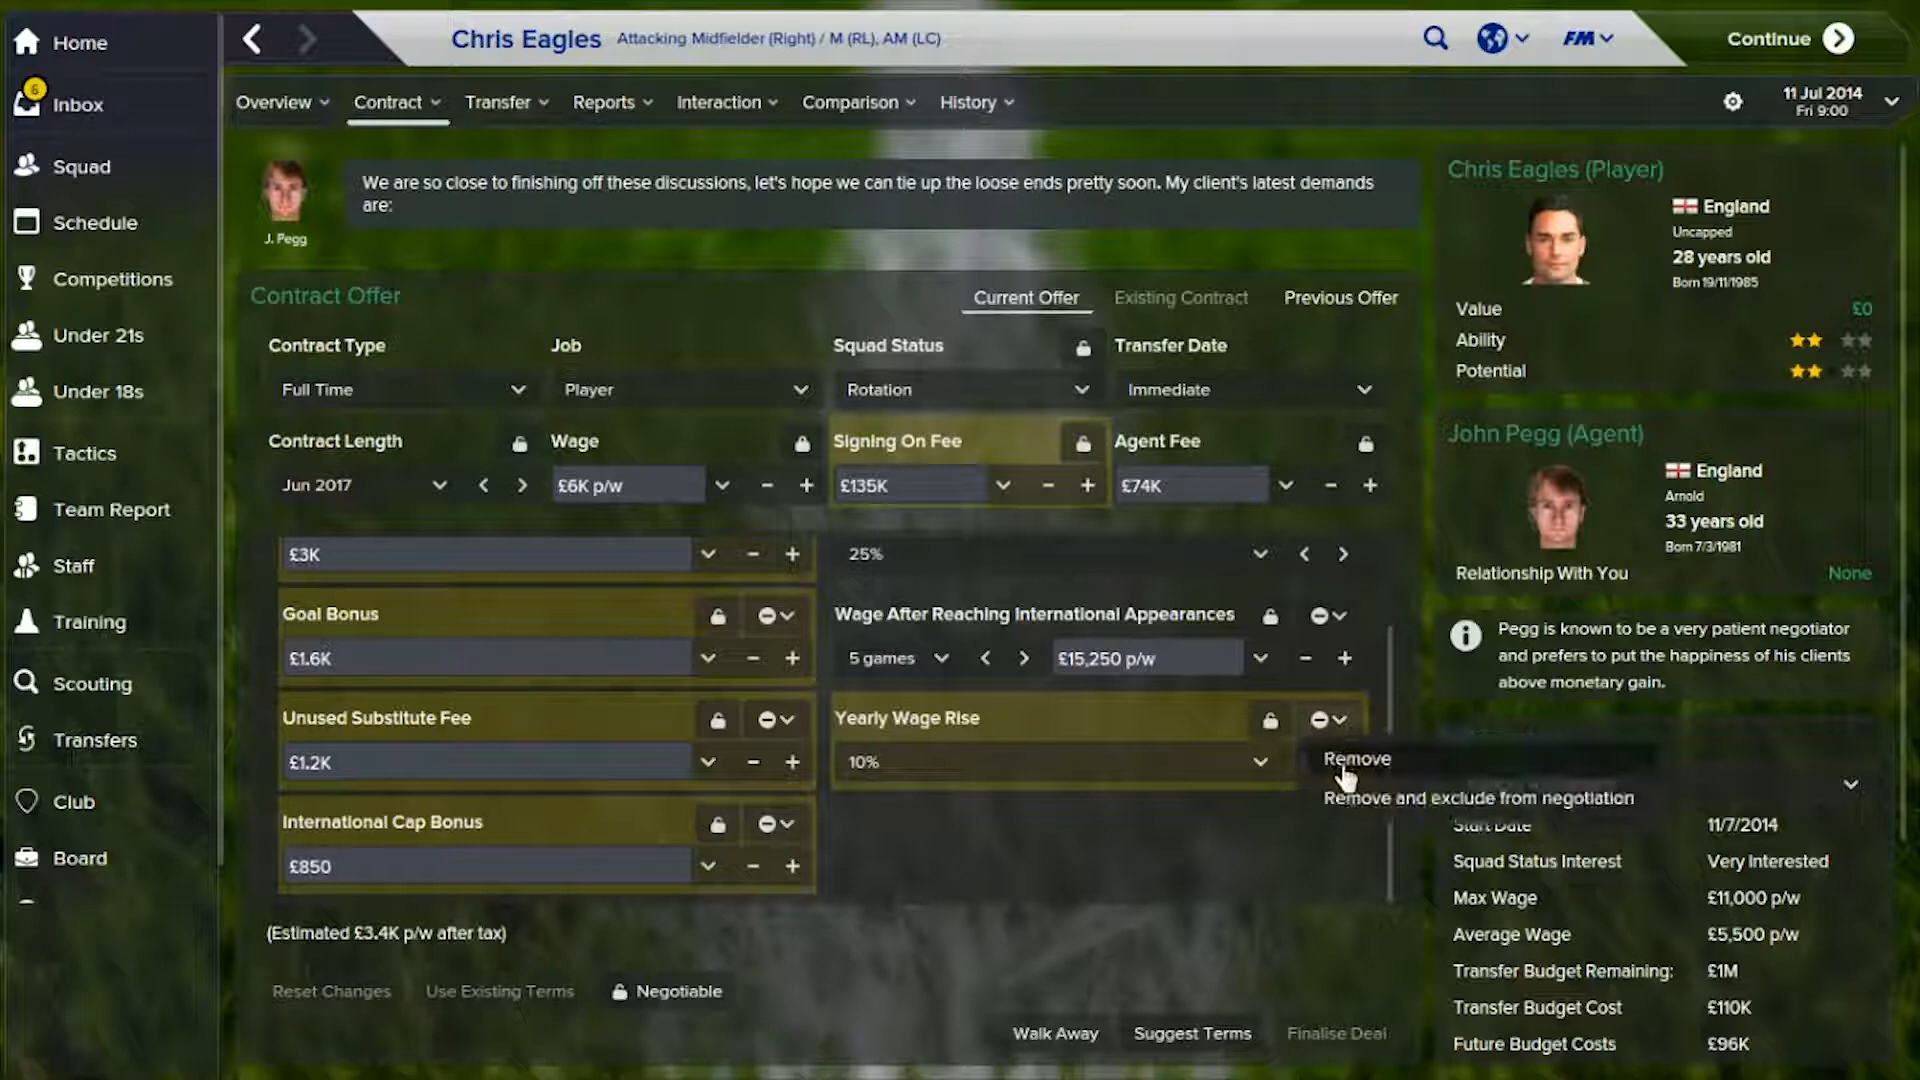 Home
6
Inbox
Squad
Schedule
Competitions
Under 21s
Under 18s
Tactics
Team Report
Staff
Training
Scouting
Transfers
Club
Board
Chris Eagles Attacking Midfielder (Right) / M (RL), AM (LC)
FM
Continue
Overview Contract Transfer Reports Interaction Comparison History
11 Jul 2014
Fri 9:00
J. Pegg
We are so close to finishing off these discussions, let's hope we can tie up the loose ends pretty soon. My client's latest demands
are:
Contract Offer
Current Offer Existing Contract Previous Offer
Contract Type Job Squad Status Transfer Date
Full Time Player Rotation Immediate
Contract Length Wage Signing On Fee Agent Fee
Jun 2017 £6K p/w £135K £74K
£3K 25%
Goal Bonus Wage After Reaching International Appearances
£1.6K 5 games £15,250 p/w
Unused Substitute Fee Yearly Wage Rise
£1.2K 10%
Remove
Remove and exclude from negotiation
International Cap Bonus
£850
(Estimated £3.4K p/w after tax)
Reset Changes Use Existing Terms Negotiable
Walk Away Suggest Terms Finalise Deal
Chris Eagles (Player)
England
Uncapped
28 years old
Born 19/11/1985
Value £0
Ability
Potential
John Pegg (Agent)
England
Arnold
33 years old
Born 7/3/1981
Relationship With You None
Pegg is known to be a very patient negotiator
and prefers to put the happiness of his clients
above monetary gain.
Start Date 11/7/2014
Squad Status Interest Very Interested
Max Wage £11,000 p/w
Average Wage £5,500 p/w
Transfer Budget Remaining: £1M
Transfer Budget Cost £110K
Future Budget Costs £96K